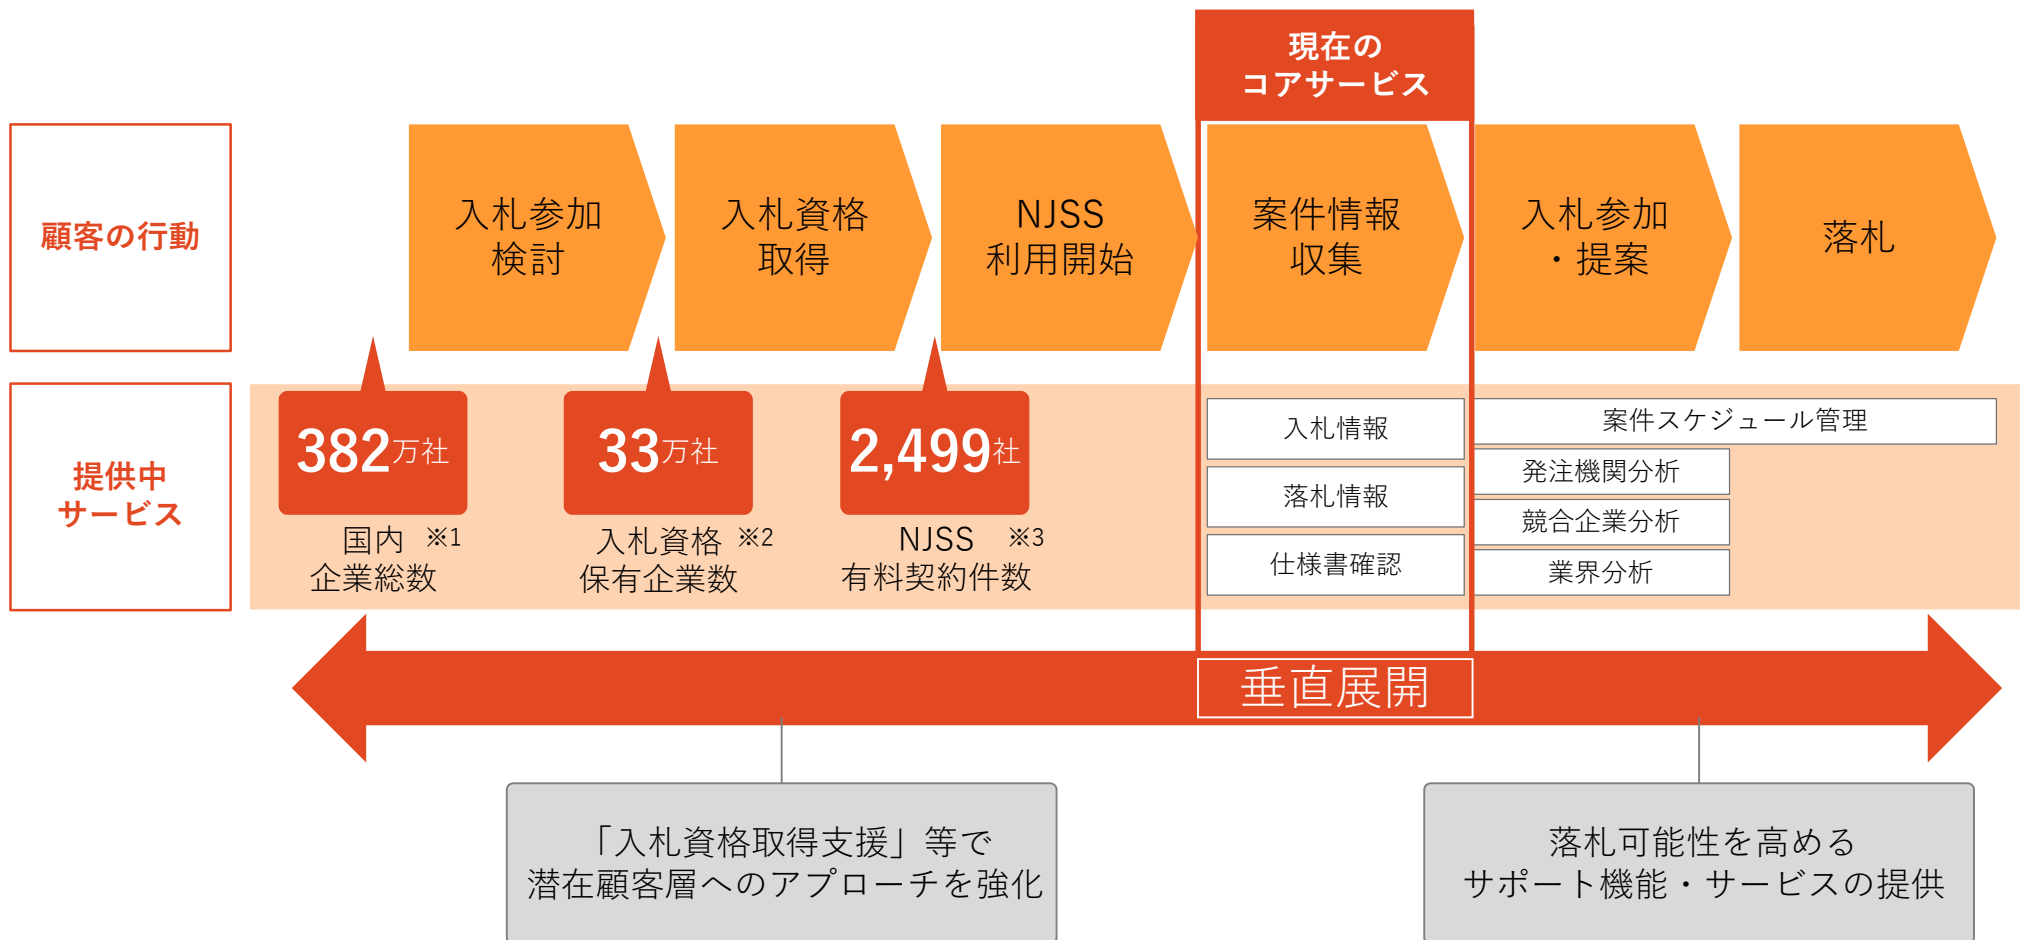 現在の
コアサービス
顧客の行動
入札参加
検討
入札資格
取得
NJSS
利用開始
案件情報
収集
入札参加
・提案
落札
提供中
サービス
382万社
国内 ※1
企業総数
33万社
入札資格 ※2
保有企業数
2,499社
NJSS ※3
有料契約件数
入札情報
落札情報
仕様書確認
案件スケジュール管理
発注機関分析
競合企業分析
業界分析
垂直展開
「入札資格取得支援」等で
潜在顧客層へのアプローチを強化
落札可能性を高める
サポート機能・サービスの提供